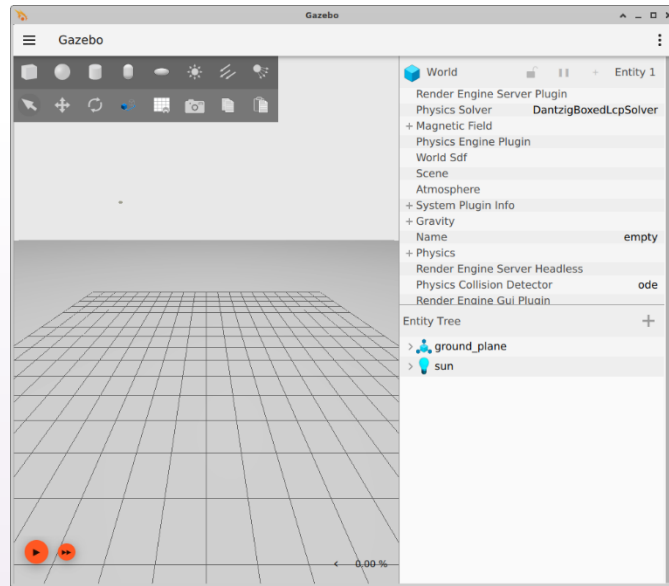 Gazebo
Gazebo
World Entity 1
Render Engine Server Plugin
Physics Solver DantzigBoxedLcpSolver
+ Magnetic Field
Physics Engine Plugin
World Sdf
Scene
Atmosphere
+ System Plugin Info
+ Gravity
Name empty
+ Physics
Render Engine Server Headless
Physics Collision Detector ode
Render Engine Gui Plugin
Entity Tree +
> ground_plane
> sun
< 0.00 %